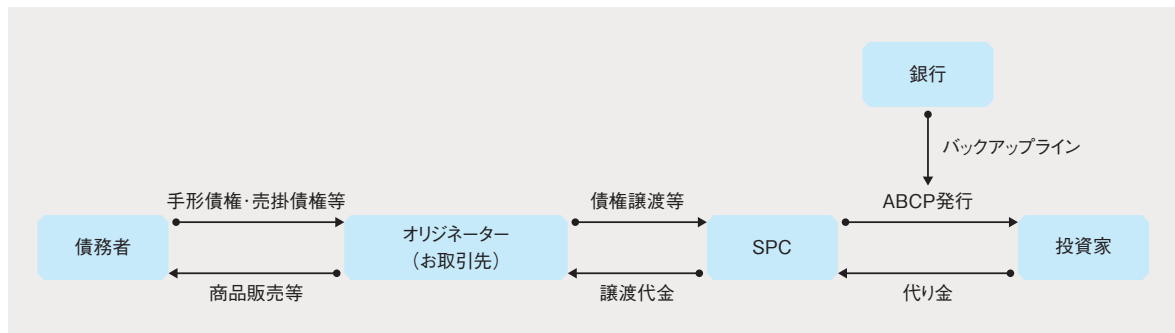 銀行
バックアップライン
手形債権・売掛債権等
債権譲渡等
ABCP発行
債務者
オリジネーター
（お取引先）
SPC
投資家
商品販売等
譲渡代金
代り金